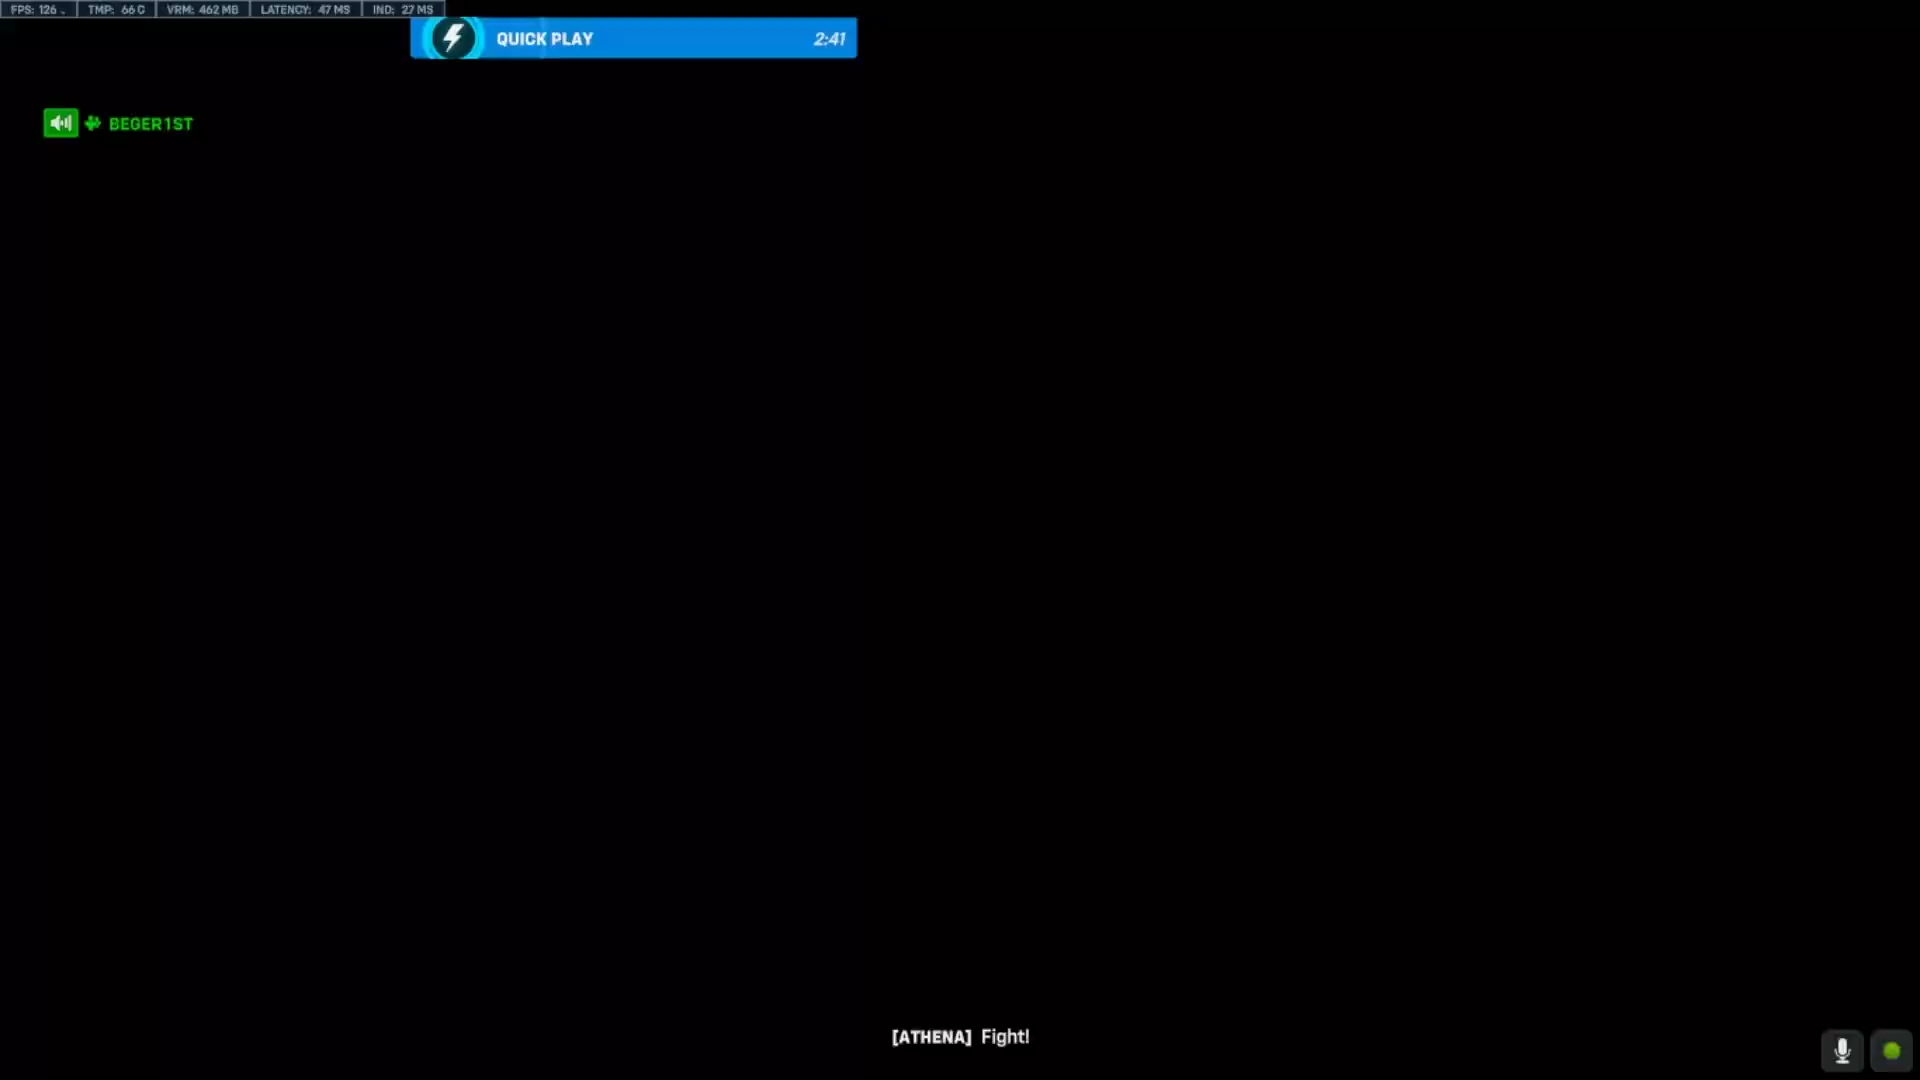 FPS: 126 TMP: 66 C VRM: 462 MB LATENCY: 47 MS IND: 27 MS
QUICK PLAY 2:41
BEGER1ST
[ATHENA] Fight!